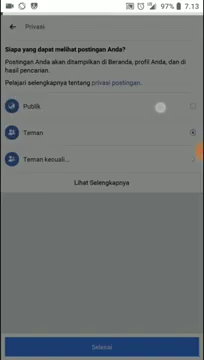 97% 7.13
Privasi
Siapa yang dapat melihat postingan Anda?
Postingan Anda akan ditampilkan di Beranda, profil Anda, dan di
hasil pencarian.
Pelajari selengkapnya tentang privasi postingan.
Publik
Teman
Teman kecuali...
Lihat Selengkapnya
Selesai